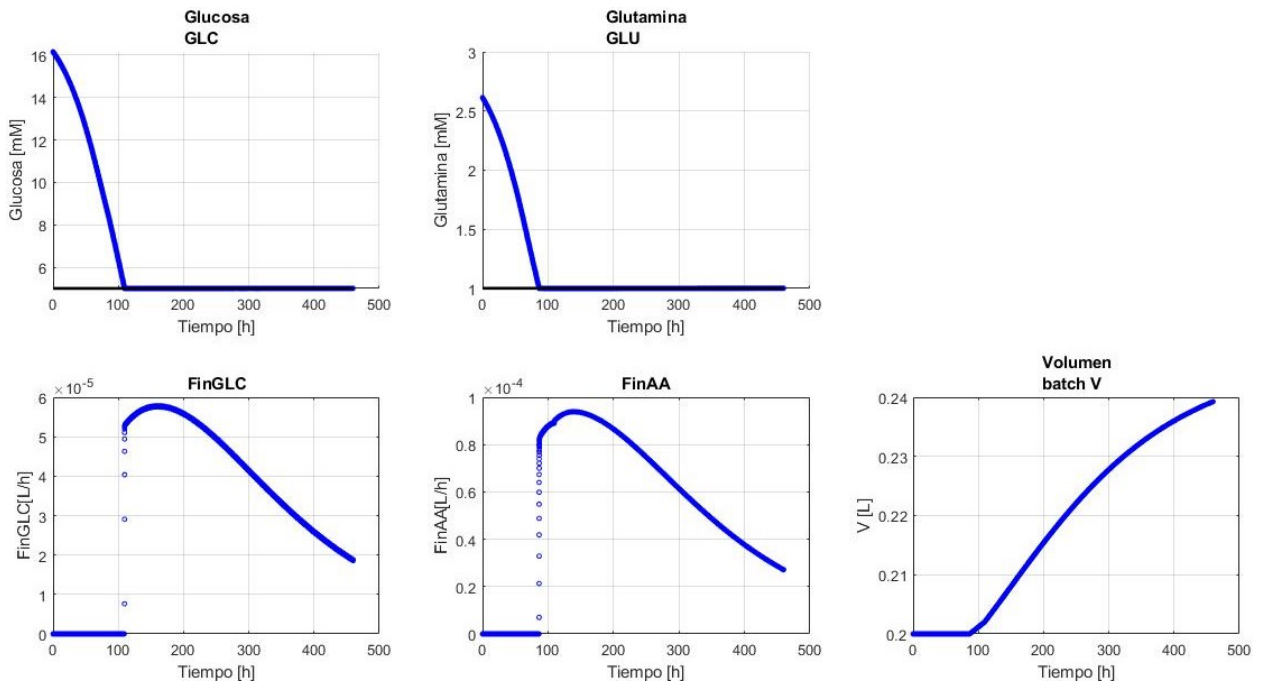 Glucosa
GLC
16
14
12
10
8
6
Glucosa [mM]
0 100 200 300 400 500
Tiempo [h]
Glutamina
GLU
3
2.5
2
1.5
1
Glutamina [mM]
0 100 200 300 400 500
Tiempo [h]
FinGLC
×10⁻⁵
6
5
4
3
2
1
0
FinGLC[L/h]
0 100 200 300 400 500
Tiempo [h]
FinAA
×10⁻⁴
1
0.8
0.6
0.4
0.2
0
FinAA[L/h]
0 100 200 300 400 500
Tiempo [h]
Volumen
batch V
0.24
0.23
0.22
0.21
0.2
V [L]
0 100 200 300 400 500
Tiempo [h]